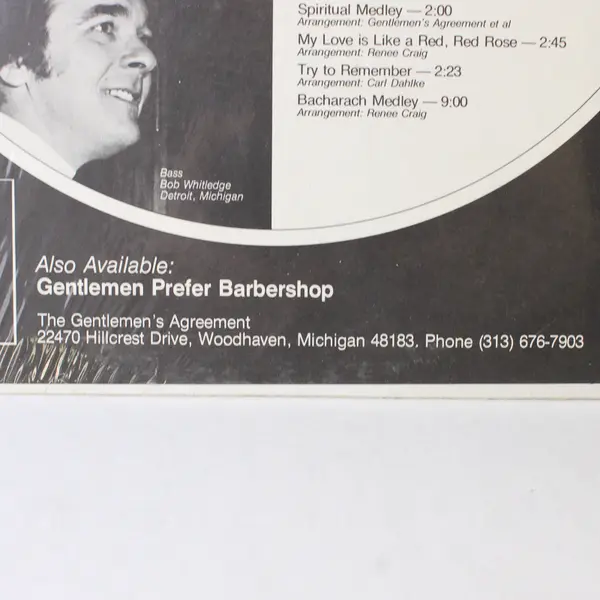 Spiritual Medley — 2:00
Arrangement: Gentlemen's Agreement et al
My Love is Like a Red, Red Rose — 2:45
Arrangement: Renee Craig
Try to Remember — 2:23
Arrangement: Carl Dahlke
Bacharach Medley — 9:00
Arrangement: Renee Craig
Bass
Bob Whitledge
Detroit, Michigan
Also Available:
Gentlemen Prefer Barbershop
The Gentlemen's Agreement
22470 Hillcrest Drive, Woodhaven, Michigan 48183. Phone (313) 676-7903